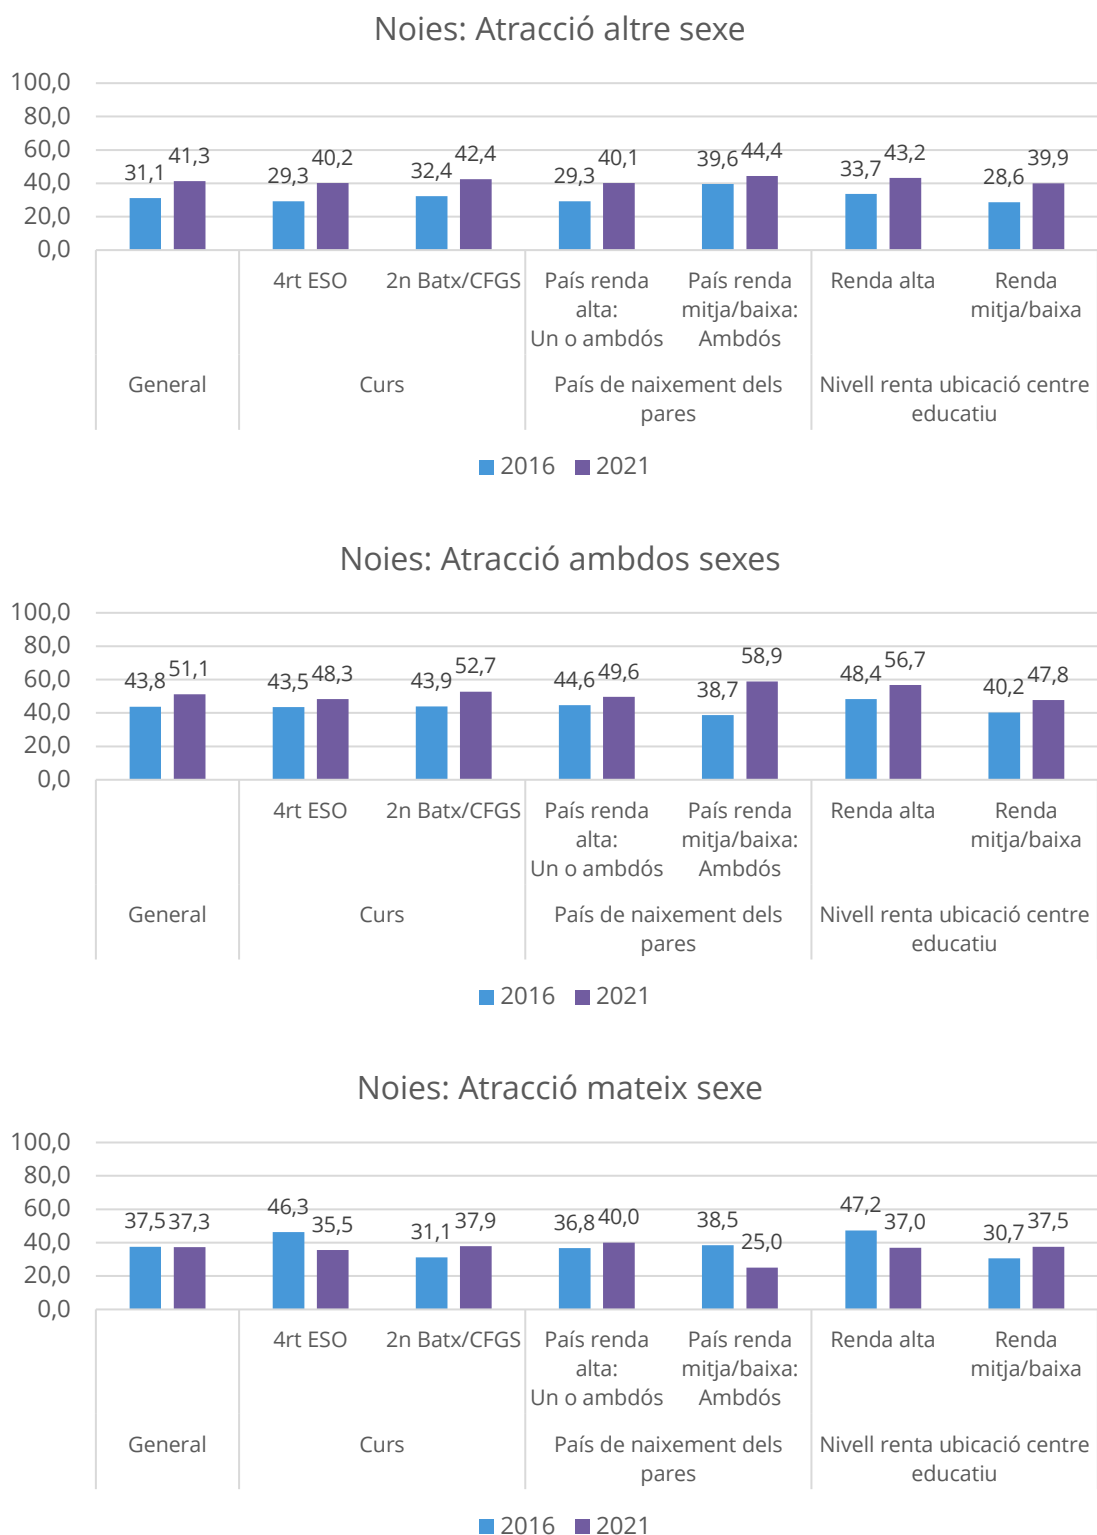 Noies: Atracció altre sexe
100,0
80,0
60,0
40,0
20,0
0,0
31,1 41,3 29,3 40,2 32,4 42,4 29,3 40,1 39,6 44,4 33,7 43,2 28,6 39,9
4rt ESO 2n Batx/CFGS País renda País renda Renda alta Renda
alta: mitja/baixa: mitja/baixa
Un o ambdós Ambdós
General Curs País de naixement dels Nivell renta ubicació centre
pares educatiu
2016 2021
Noies: Atracció ambdos sexes
100,0
80,0
60,0
40,0
20,0
0,0
43,8 51,1 43,5 48,3 43,9 52,7 44,6 49,6 38,7 58,9 48,4 56,7 40,2 47,8
4rt ESO 2n Batx/CFGS País renda País renda Renda alta Renda
alta: mitja/baixa: mitja/baixa
Un o ambdós Ambdós
General Curs País de naixement dels Nivell renta ubicació centre
pares educatiu
2016 2021
Noies: Atracció mateix sexe
100,0
80,0
60,0
40,0
20,0
0,0
37,5 37,3 46,3 35,5 31,1 37,9 36,8 40,0 38,5 25,0 47,2 37,0 30,7 37,5
4rt ESO 2n Batx/CFGS País renda País renda Renda alta Renda
alta: mitja/baixa: mitja/baixa
Un o ambdós Ambdós
General Curs País de naixement dels Nivell renta ubicació centre
pares educatiu
2016 2021